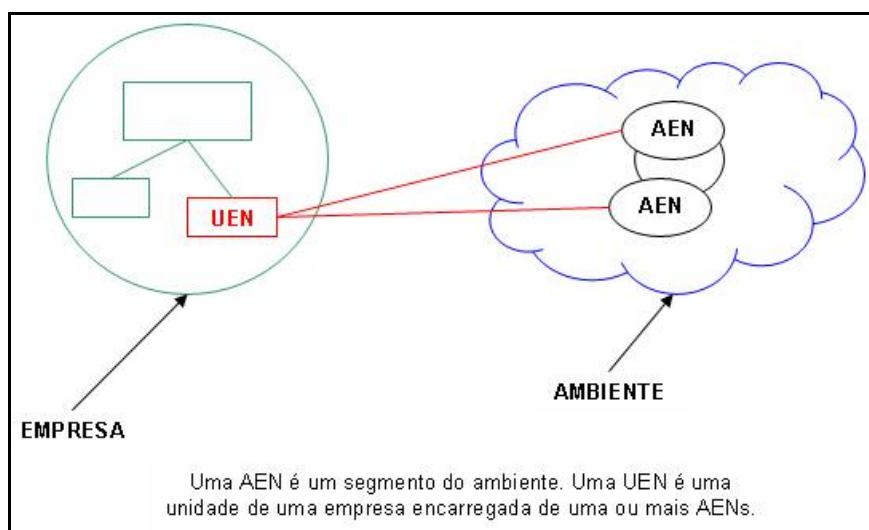 AEN
UEN
AEN
AMBIENTE
EMPRESA
Uma AEN é um segmento do ambiente. Uma UEN é uma
unidade de uma empresa encarregada de uma ou mais AENs.